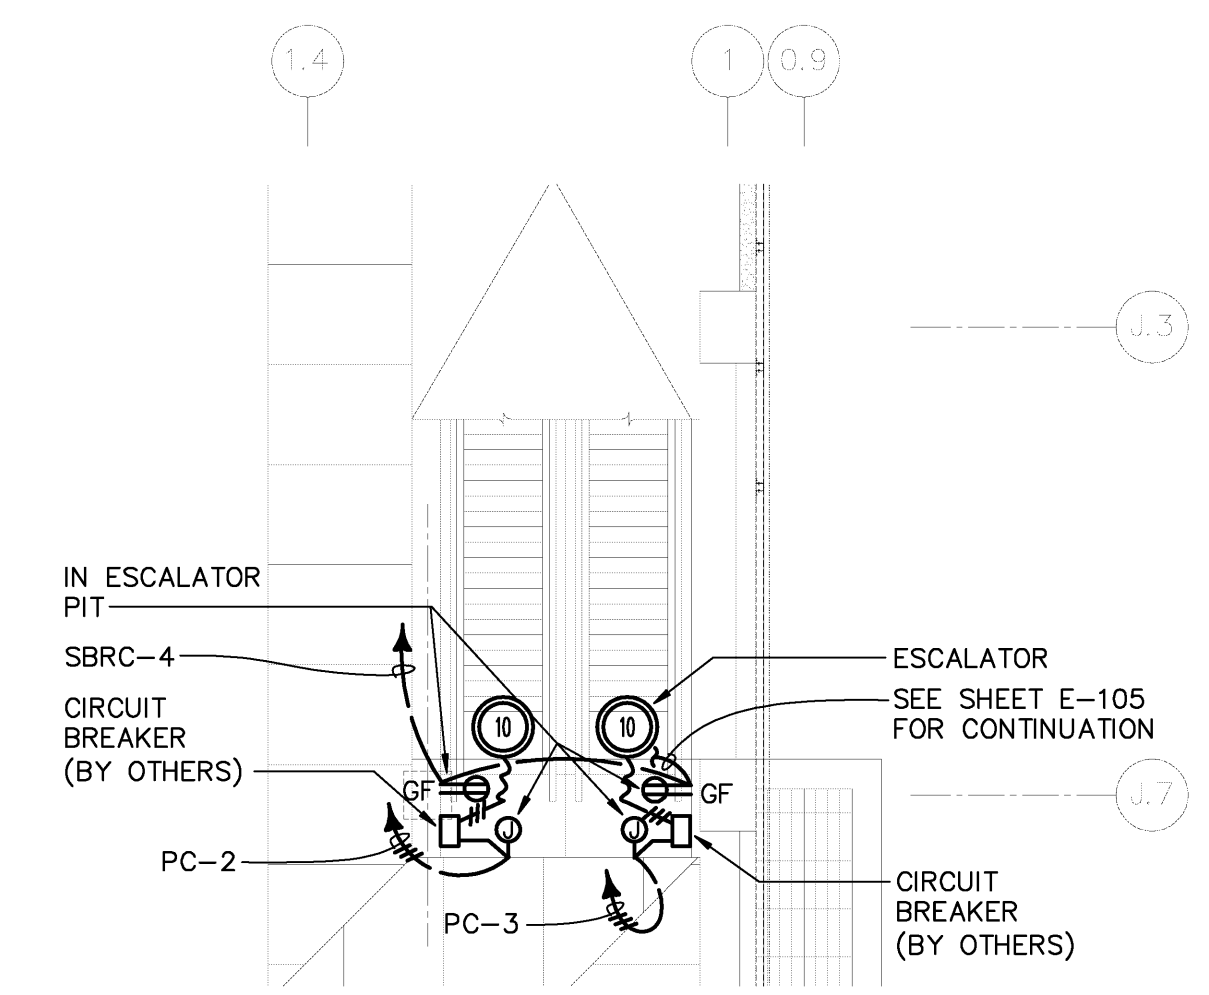 1.4
1
0.9
J.3
IN ESCALATOR
PIT
SBRC-4
ESCALATOR
SEE SHEET E-105
FOR CONTINUATION
CIRCUIT
BREAKER
(BY OTHERS)
10
10
GF
GF
J.7
J
J
PC-2
PC-3
CIRCUIT
BREAKER
(BY OTHERS)